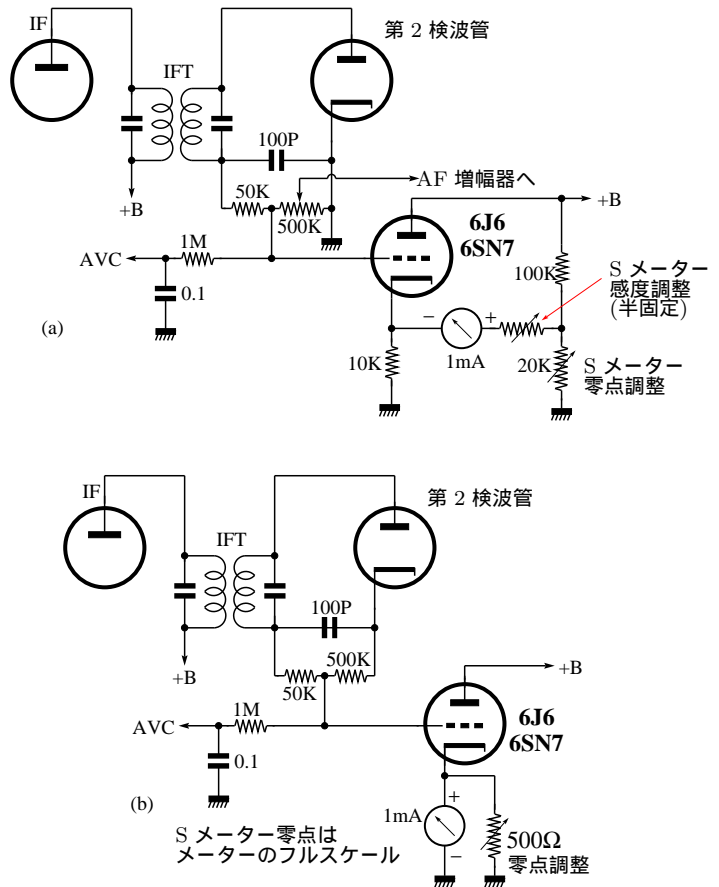 IF
第 2 検波管
IFT
100P
+B
50K
500K
AF 増幅器へ
+B
6J6
6SN7
AVC
1M
0.1
100K
S メーター
感度調整
(半固定)
(a)
−
+
1mA
10K
20K
S メーター
零点調整
IF
第 2 検波管
IFT
100P
+B
50K
500K
+B
AVC
1M
6J6
6SN7
0.1
(b)
1mA
+
−
500Ω
零点調整
S メーター零点は
メーターのフルスケール